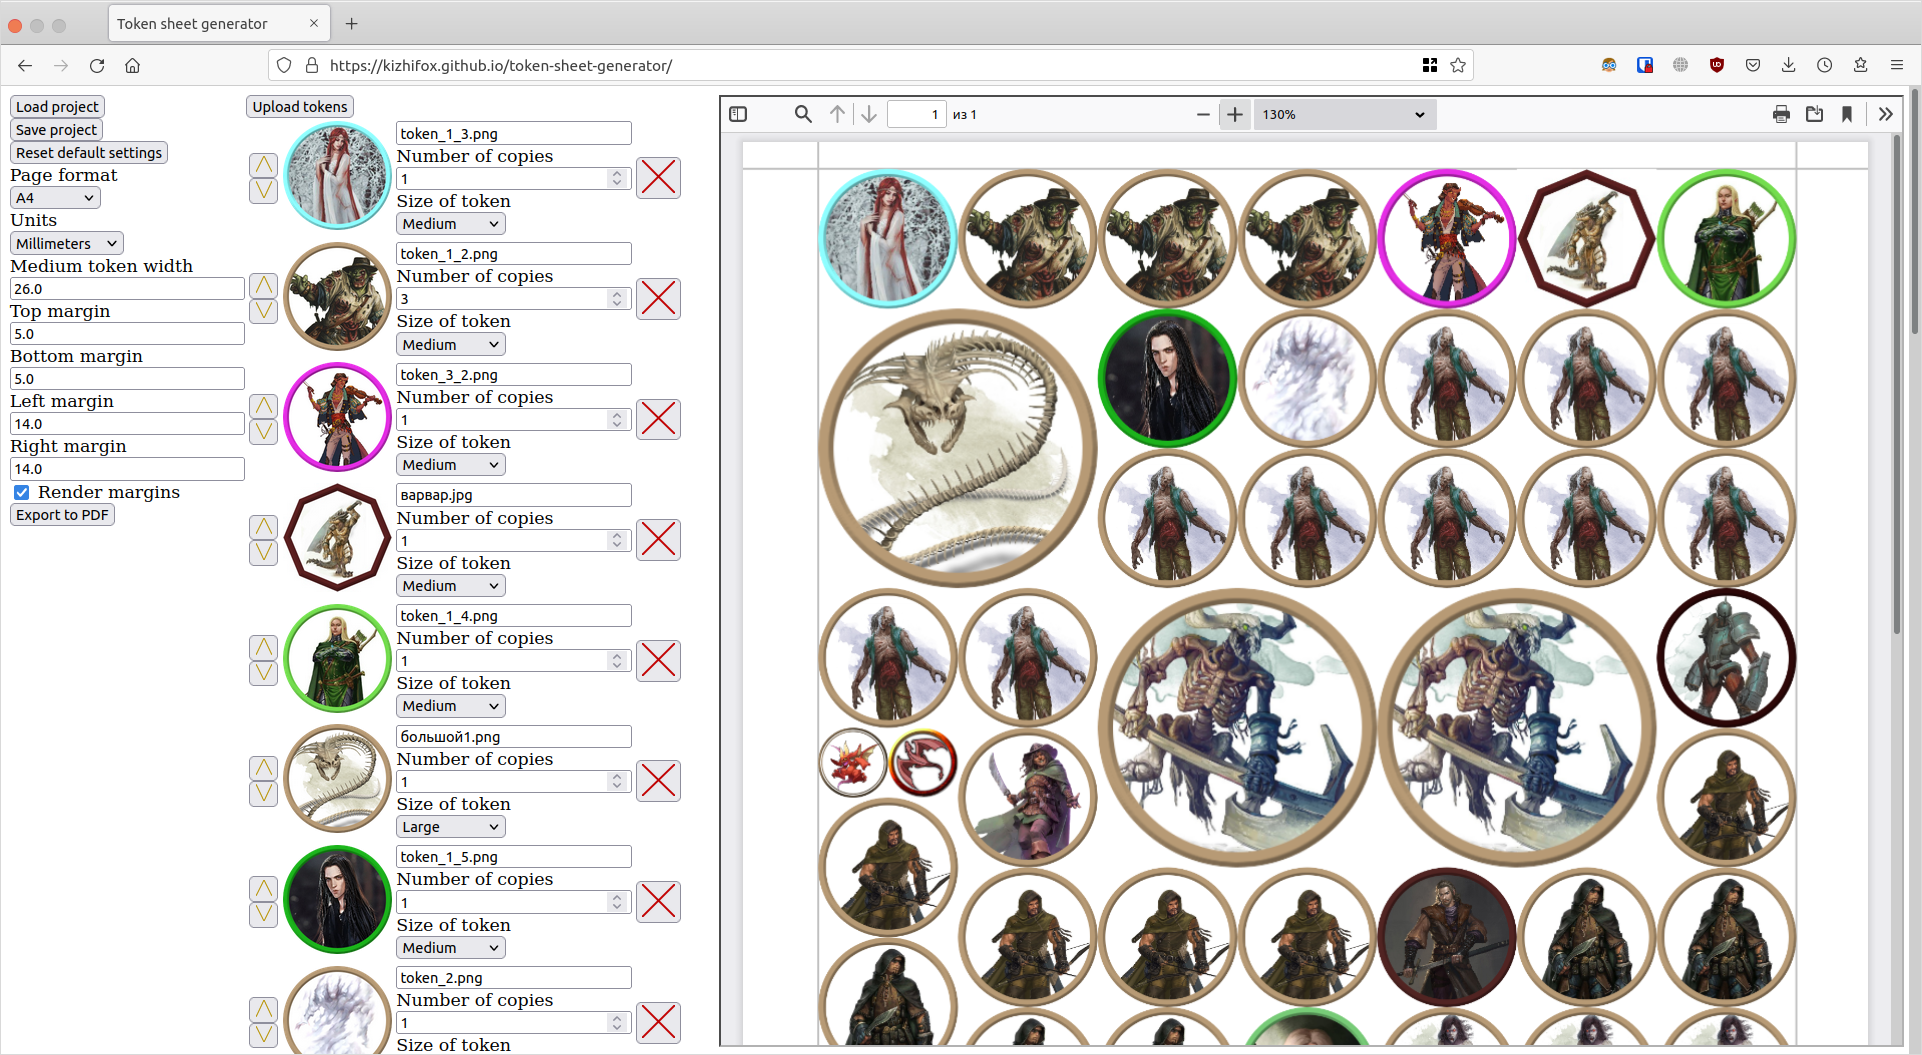 Token sheet generator
https://kizhifox.github.io/token-sheet-generator/
Load project
Save project
Reset default settings
Page format
A4
Units
Millimeters
Medium token width
26.0
Top margin
5.0
Bottom margin
5.0
Left margin
14.0
Right margin
14.0
Render margins
Export to PDF
Upload tokens
token_1_3.png
Number of copies
1
Size of token
Medium
token_1_2.png
Number of copies
3
Size of token
Medium
token_3_2.png
Number of copies
1
Size of token
Medium
варвар.jpg
Number of copies
1
Size of token
Medium
token_1_4.png
Number of copies
1
Size of token
Medium
большой1.png
Number of copies
1
Size of token
Large
token_1_5.png
Number of copies
1
Size of token
Medium
token_2.png
Number of copies
1
Size of token
1 из 1
130%